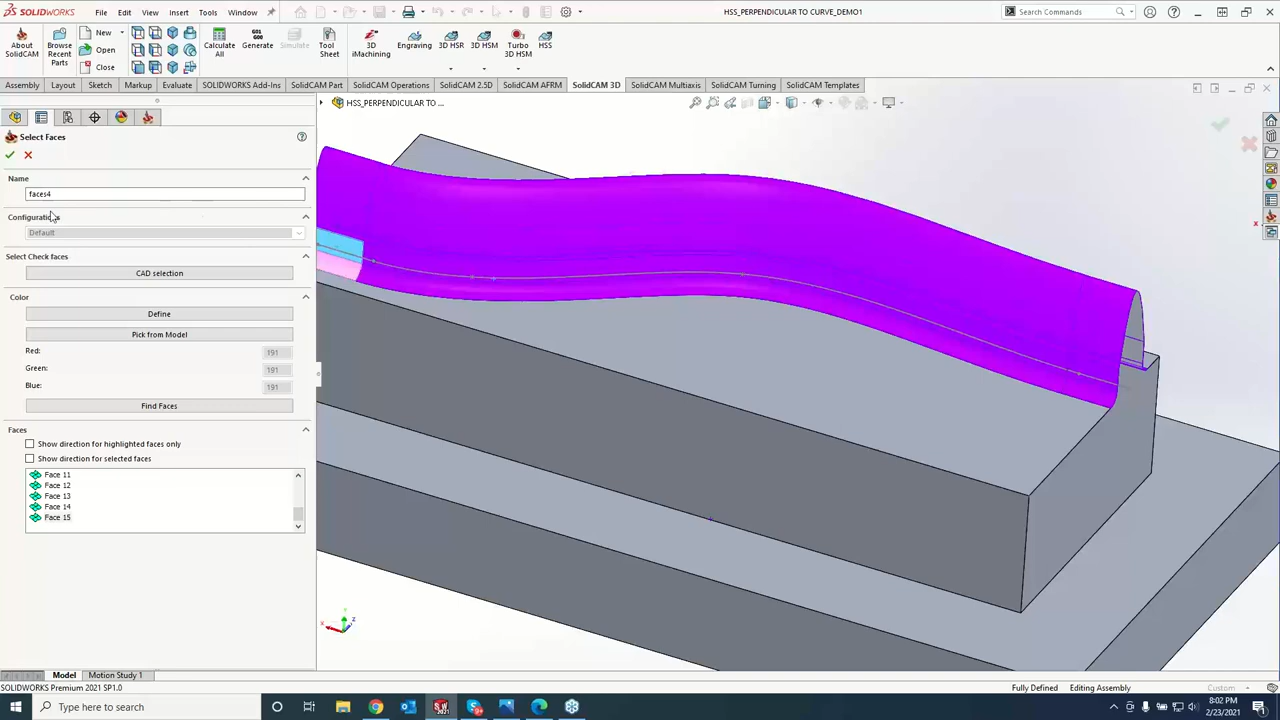 SOLIDWORKS
File Edit View Insert Tools Window
HSS_PERPENDICULAR TO CURVE_DEMO1
Search Commands
About SolidCAM
Browse Recent Parts
New
Open
Close
Calculate All
G01 G00
Generate
Simulate
Tool Sheet
3D iMachining
Engraving
3D HSR
3D HSM
Turbo 3D HSM
HSS
Assembly Layout Sketch Markup Evaluate SOLIDWORKS Add-Ins SolidCAM Part SolidCAM Operations SolidCAM 2.5D SolidCAM AFRM SolidCAM 3D SolidCAM Multiaxis SolidCAM Turning SolidCAM Templates
HSS_PERPENDICULAR TO ...
Select Faces
Name
faces4
Configurations
Default
Select Check faces
CAD selection
Color
Define
Pick from Model
Red: 191
Green: 191
Blue: 191
Find Faces
Faces
Show direction for highlighted faces only
Show direction for selected faces
Face 11
Face 12
Face 13
Face 14
Face 15
Model Motion Study 1
SOLIDWORKS Premium 2021 SP1.0
Fully Defined Editing Assembly Custom
Type here to search
8:02 PM
2/23/2021